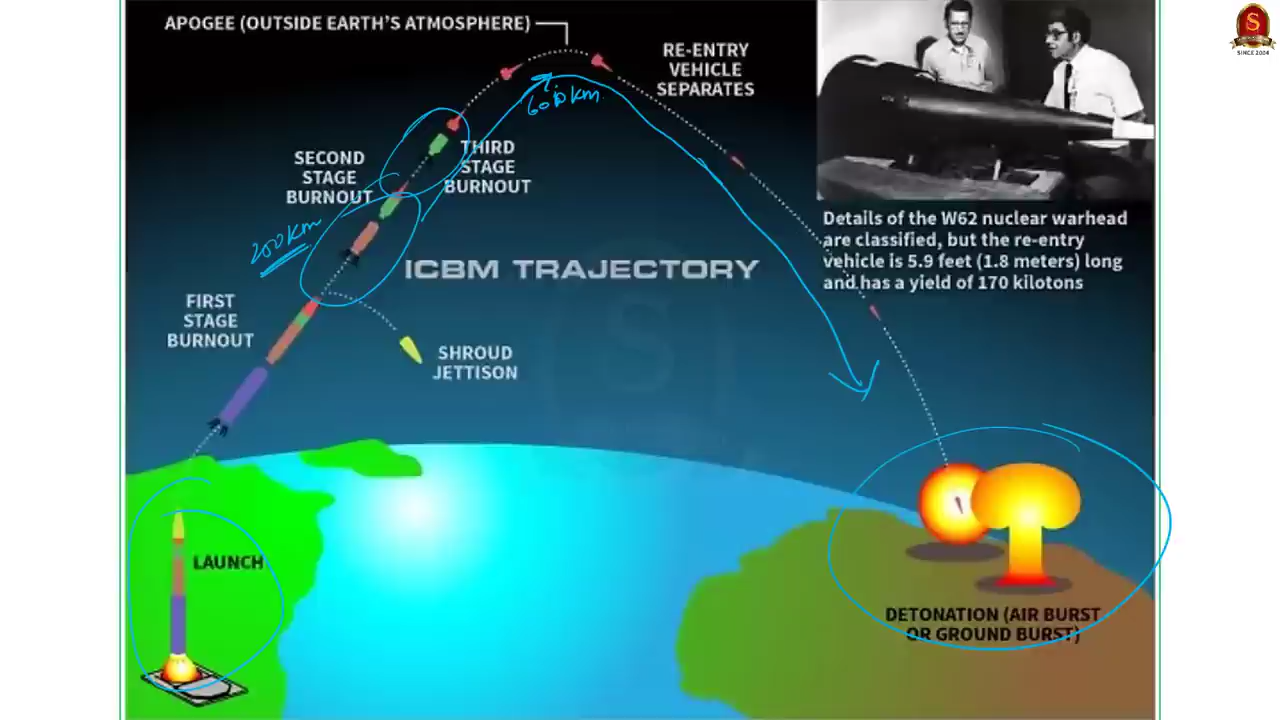 APOGEE (OUTSIDE EARTH'S ATMOSPHERE)
RE-ENTRY
VEHICLE
SEPARATES
600 km
SECOND
STAGE
BURNOUT
THIRD
STAGE
BURNOUT
200 km
ICBM TRAJECTORY
FIRST
STAGE
BURNOUT
SHROUD
JETTISON
Details of the W62 nuclear warhead
are classified, but the re-entry
vehicle is 5.9 feet (1.8 meters) long
and has a yield of 170 kilotons
LAUNCH
DETONATION (AIR BURST
OR GROUND BURST)
S
SINCE 2004